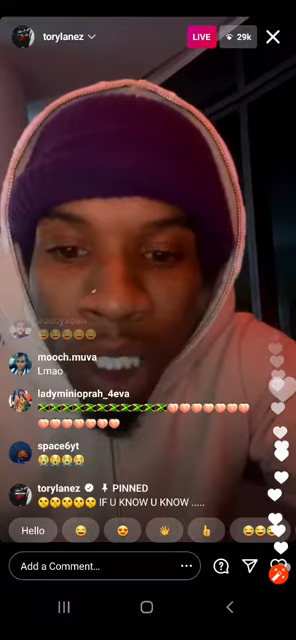 torylanez
LIVE
29k
mooch.muva
Lmao
ladyminioprah_4eva
space6yt
torylanez PINNED
IF U KNOW U KNOW .....
Hello
Add a Comment...